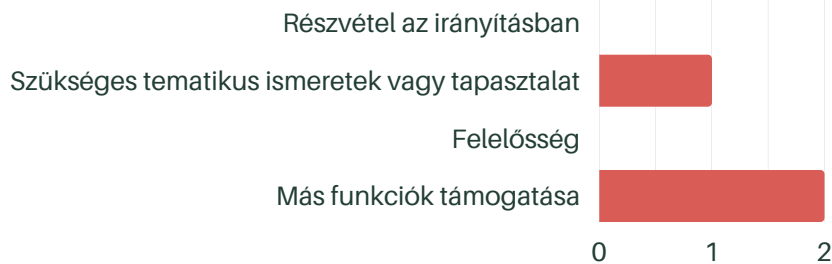 Részvétel az irányításban
Szükséges tematikus ismeretek vagy tapasztalat
Felelősség
Más funkciók támogatása
0 1 2